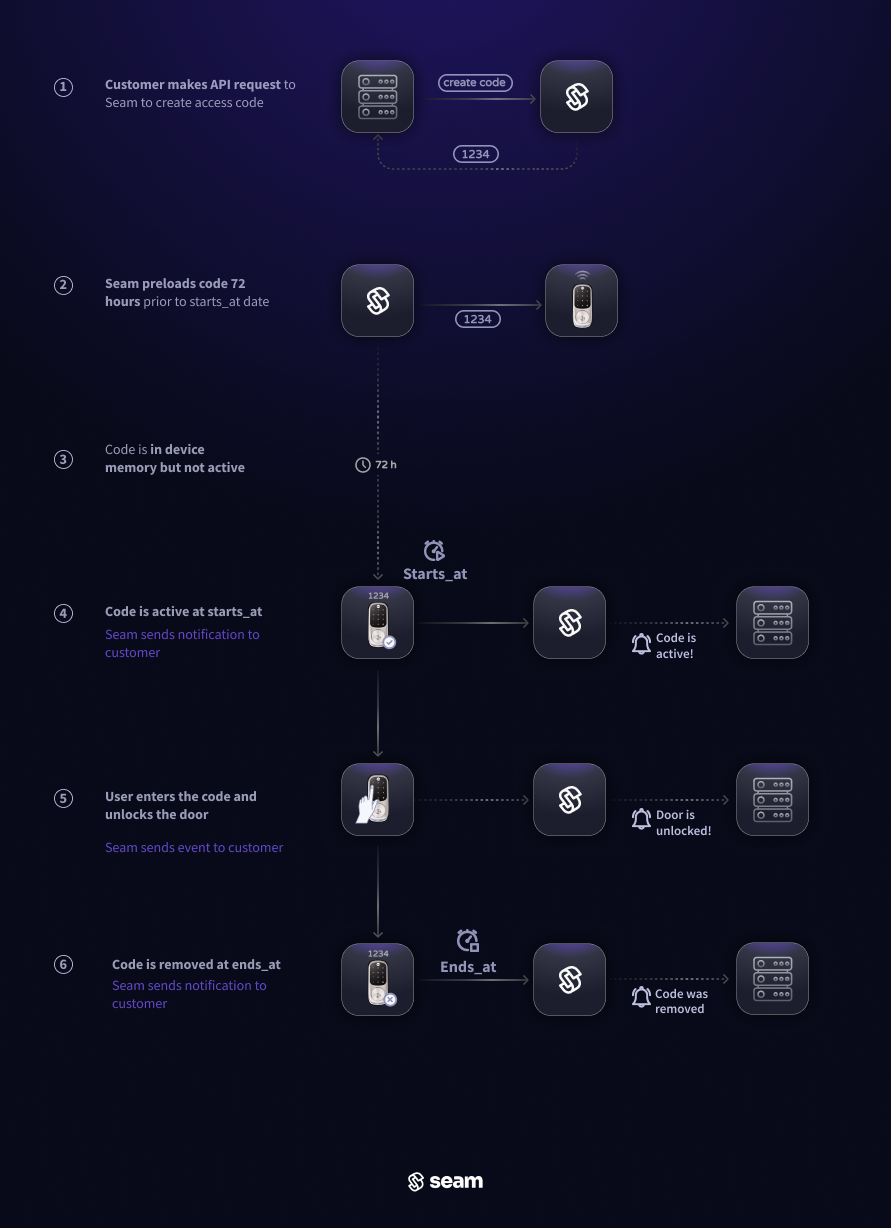 1
Customer makes API request to
Seam to create access code
create code
1234
2
Seam preloads code 72
hours prior to starts_at date
1234
3
Code is in device
memory but not active
72 h
Starts_at
4
Code is active at starts_at
Seam sends notification to
customer
1234
Code is
active!
5
User enters the code and
unlocks the door
Seam sends event to customer
Door is
unlocked!
6
Code is removed at ends_at
Seam sends notification to
customer
1234
Ends_at
Code was
removed
seam